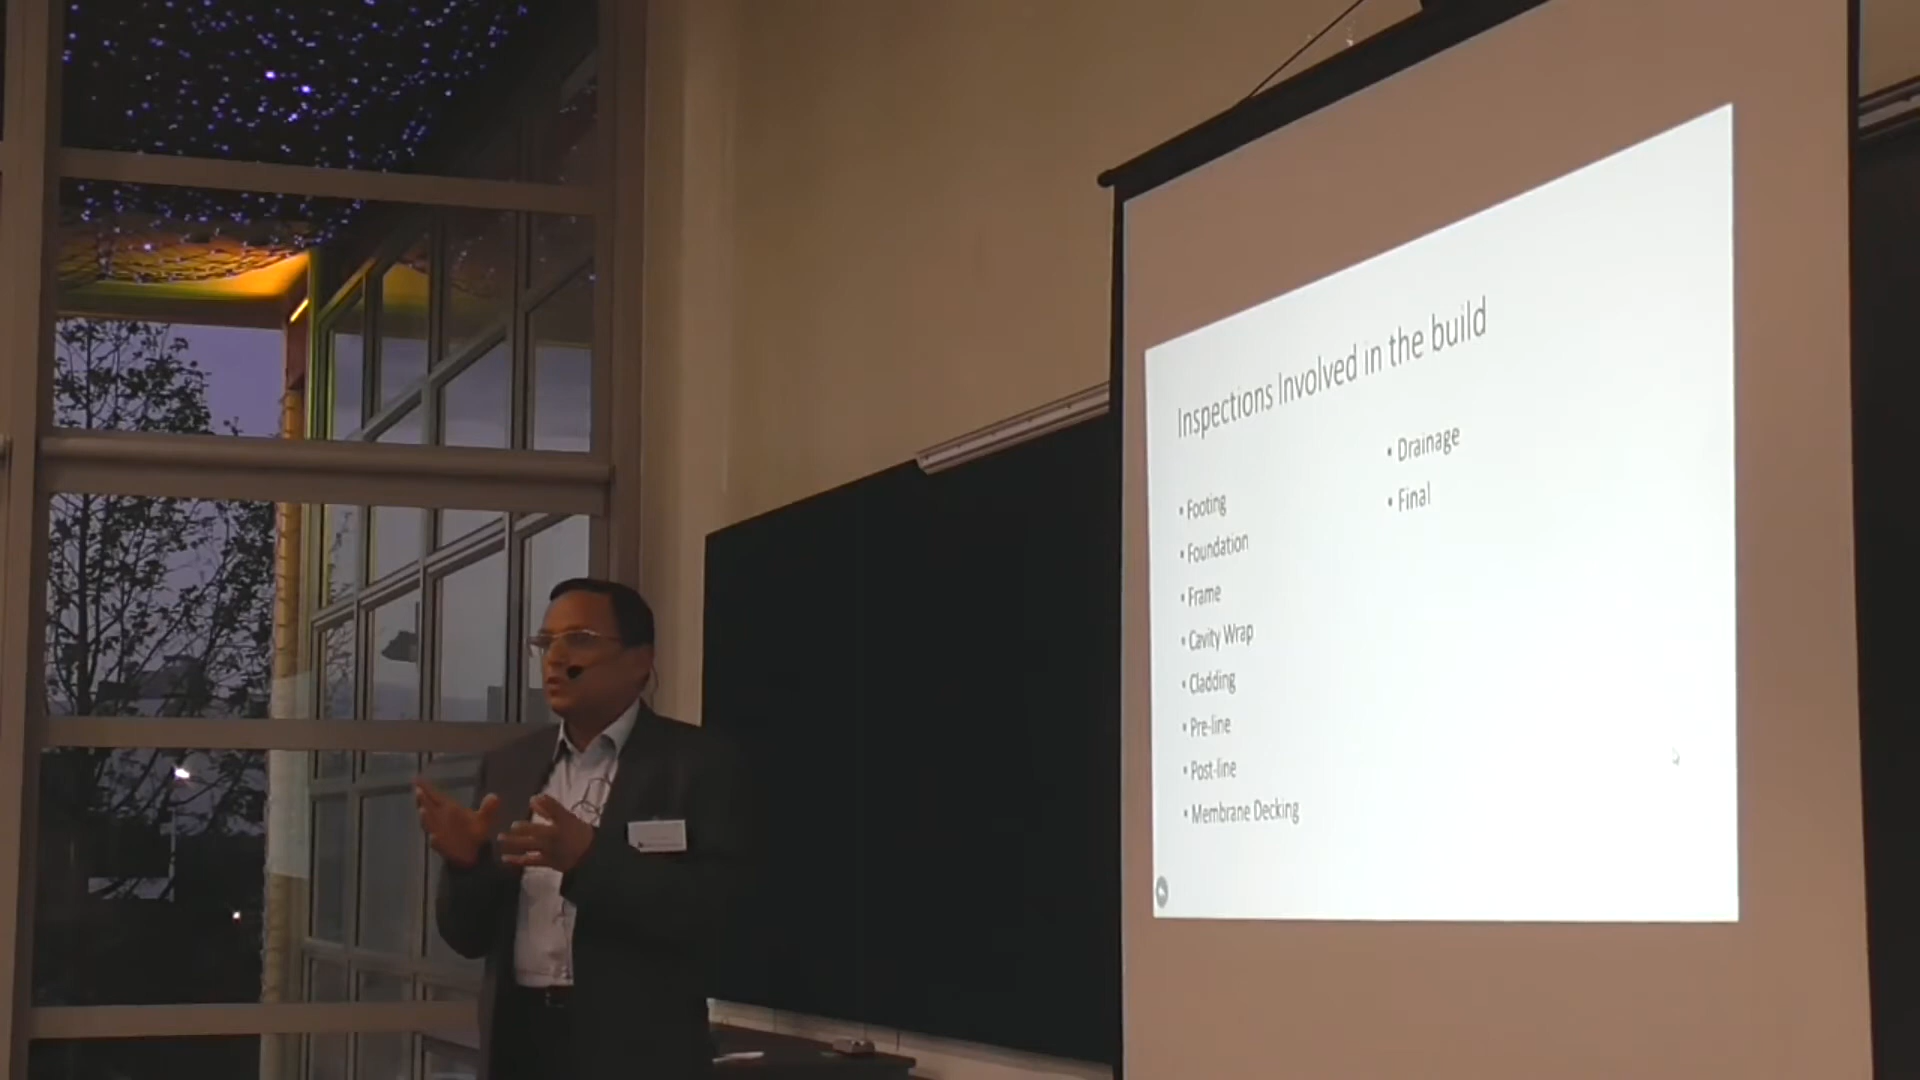 Inspections Involved in the build
• Footing
• Foundation
• Frame
• Cavity Wrap
• Cladding
• Pre-line
• Post-line
• Membrane Decking
• Drainage
• Final